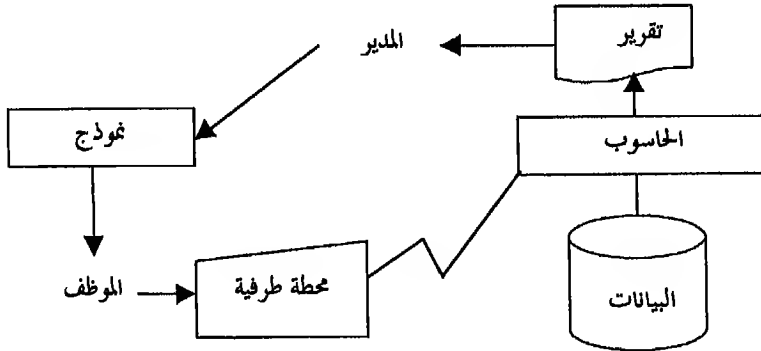 تقرير
المدير
نموذج
الحاسوب
الموظف
محطة طرفية
البيانات